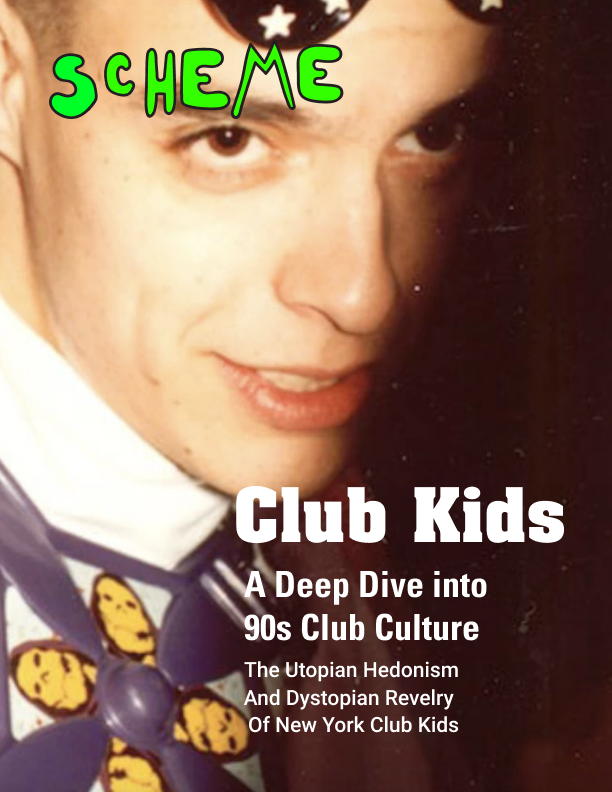 SCHEME
Club Kids
A Deep Dive into
90s Club Culture
The Utopian Hedonism
And Dystopian Revelry
Of New York Club Kids